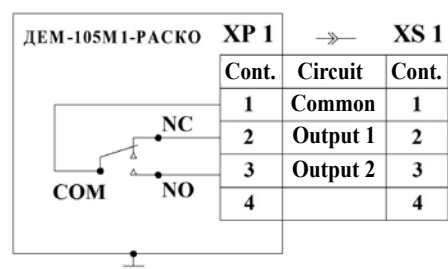 ДЕМ-105М1-РАСКО XP 1 XS 1
Cont. Circuit Cont.
1 Common 1
NC
2 Output 1 2
3 Output 2 3
COM NO
4 4